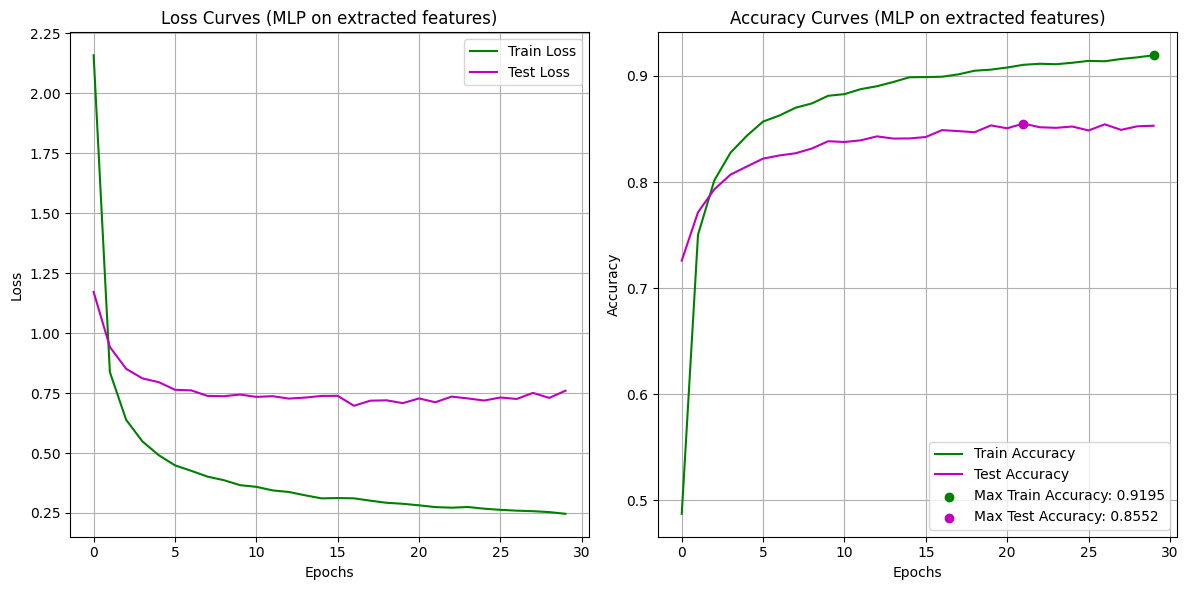 Loss Curves (MLP on extracted features)
2.25
2.00
1.75
1.50
1.25
1.00
0.75
0.50
0.25
Loss
0
5
10
15
20
25
30
Epochs
Train Loss
Test Loss
Accuracy Curves (MLP on extracted features)
0.9
0.8
0.7
0.6
0.5
Accuracy
0
5
10
15
20
25
30
Epochs
Train Accuracy
Test Accuracy
Max Train Accuracy: 0.9195
Max Test Accuracy: 0.8552